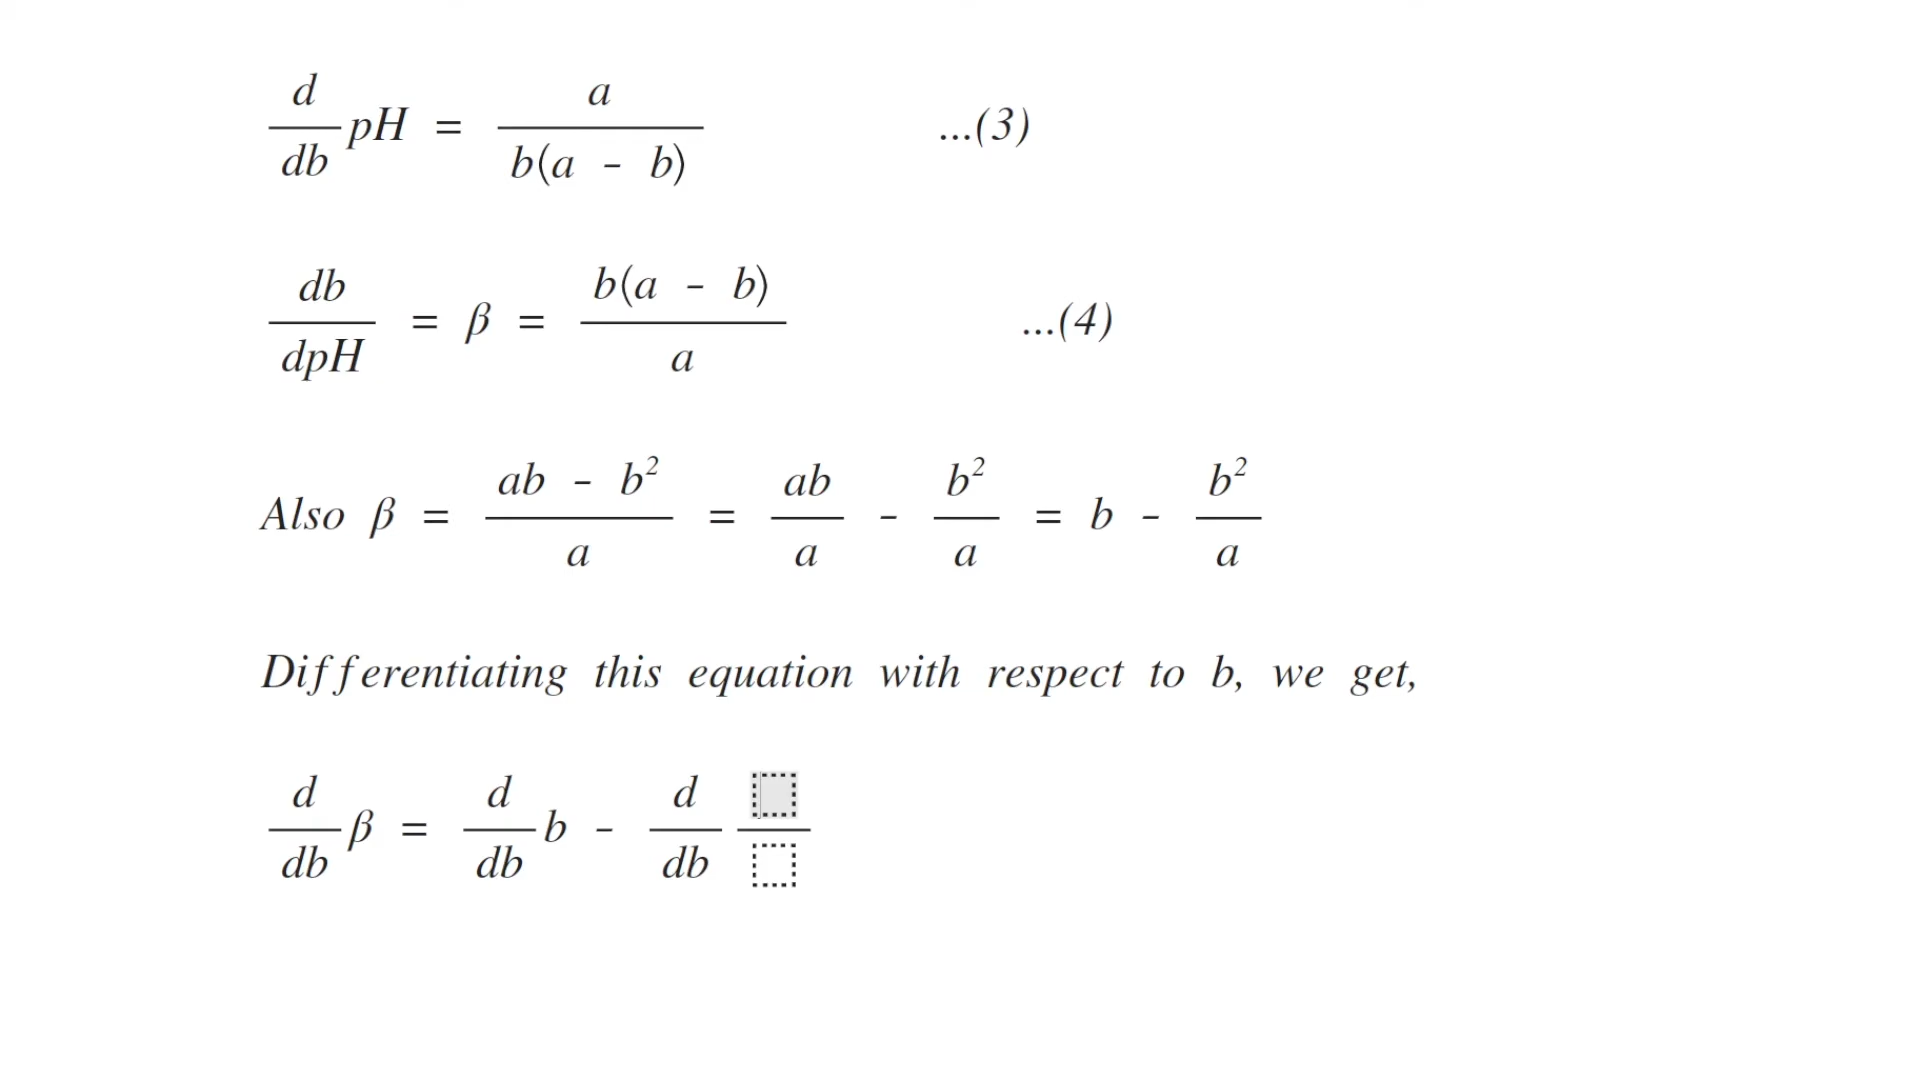 d/db pH = a/b(a - b) ...(3)
db/dpH = β = b(a - b)/a ...(4)
Also β = ab - b²/a = ab/a - b²/a = b - b²/a
Differentiating this equation with respect to b, we get,
d/db β = d/db b - d/db